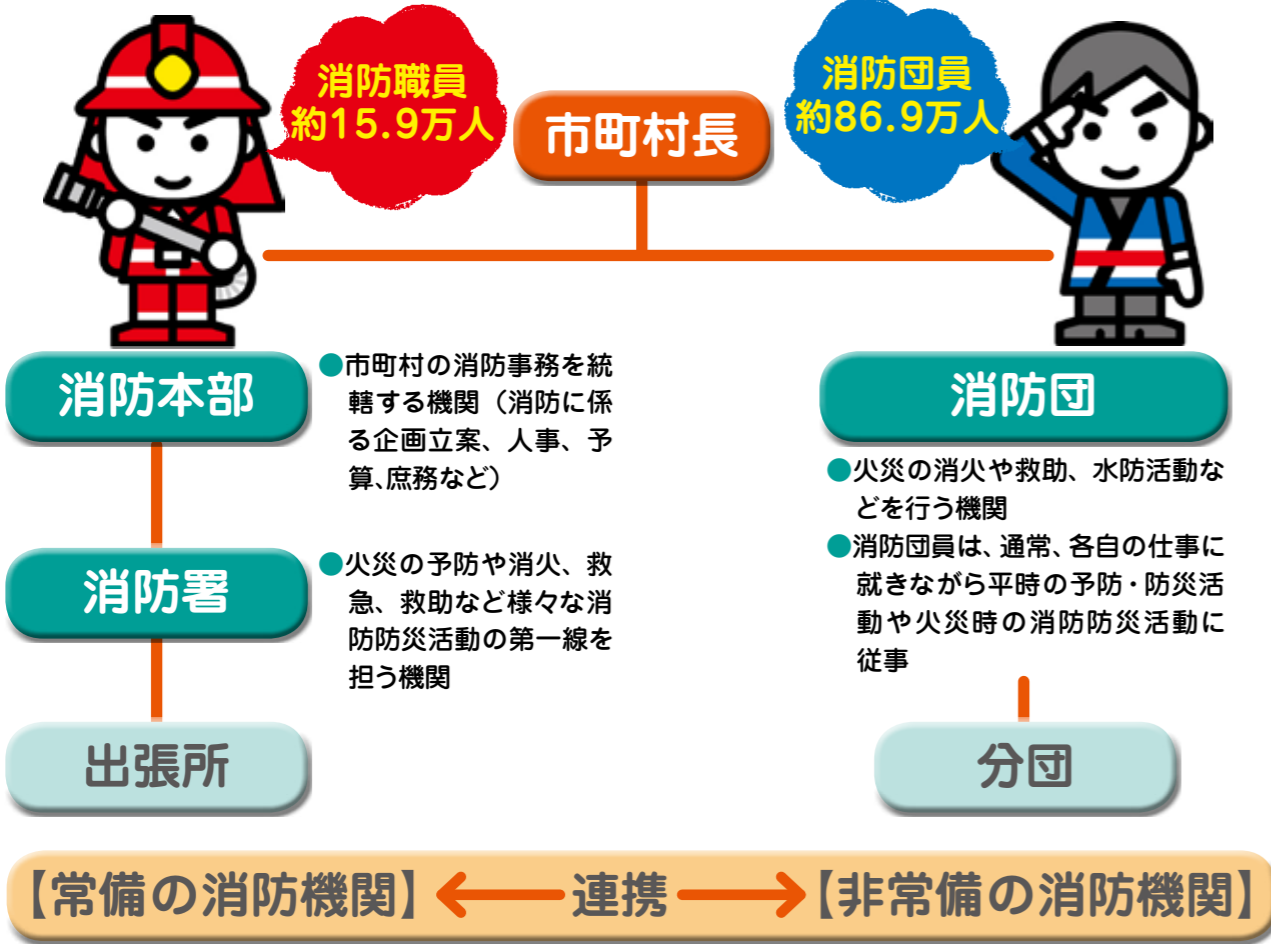 消防職員
約15.9万人
市町村長
消防団員
約86.9万人
消防本部
●市町村の消防事務を統
轄する機関（消防に係
る企画立案、人事、予
算、庶務など）
消防署
●火災の予防や消火、救
急、救助など様々な消
防防災活動の第一線を
担う機関
出張所
消防団
●火災の消火や救助、水防活動な
どを行う機関
●消防団員は、通常、各自の仕事に
就きながら平時の予防・防災活
動や火災時の消防防災活動に
従事
分団
【常備の消防機関】←連携→【非常備の消防機関】